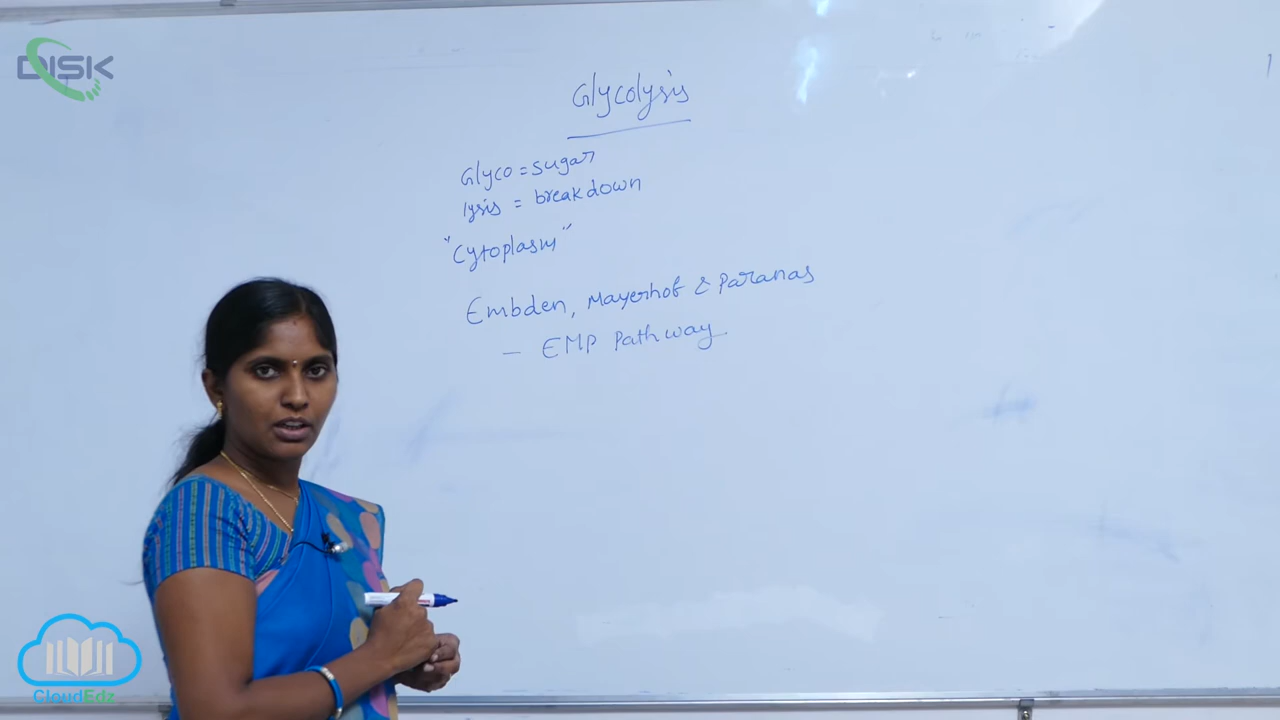 DISK
Glycolysis
Glyco = sugar
lysis = breakdown
"Cytoplasm"
Embden, Mayerhof & Paranas
- EMP Pathway
CloudEdz